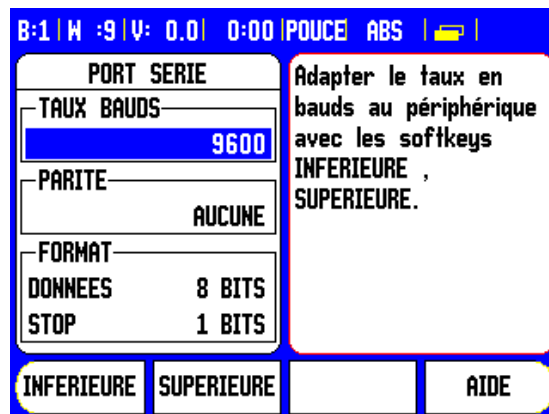 B:1 | W :9 | V: 0.0 | 0:00 | POUCE ABS
PORT SERIE
TAUX BAUDS
9600
PARITE
AUCUNE
FORMAT
DONNEES 8 BITS
STOP 1 BITS
Adapter le taux en
bauds au périphérique
avec les softkeys
INFERIEURE ,
SUPERIEURE.
INFERIEURE SUPERIEURE AIDE